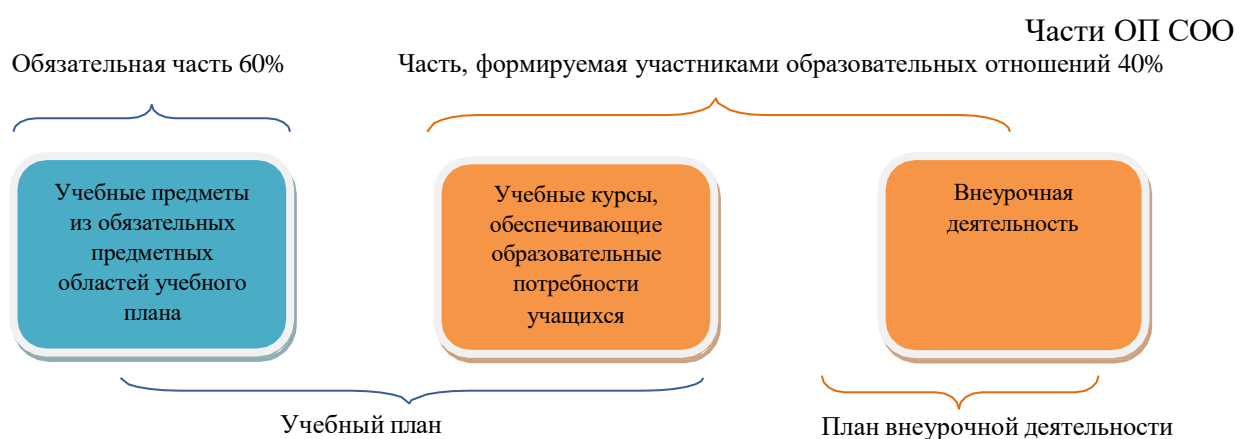 Части ОП СОО
Обязательная часть 60%
Часть, формируемая участниками образовательных отношений 40%
Учебные предметы
из обязательных
предметных
областей учебного
плана
Учебные курсы,
обеспечивающие
образовательные
потребности
учащихся
Внеурочная
деятельность
Учебный план
План внеурочной деятельности